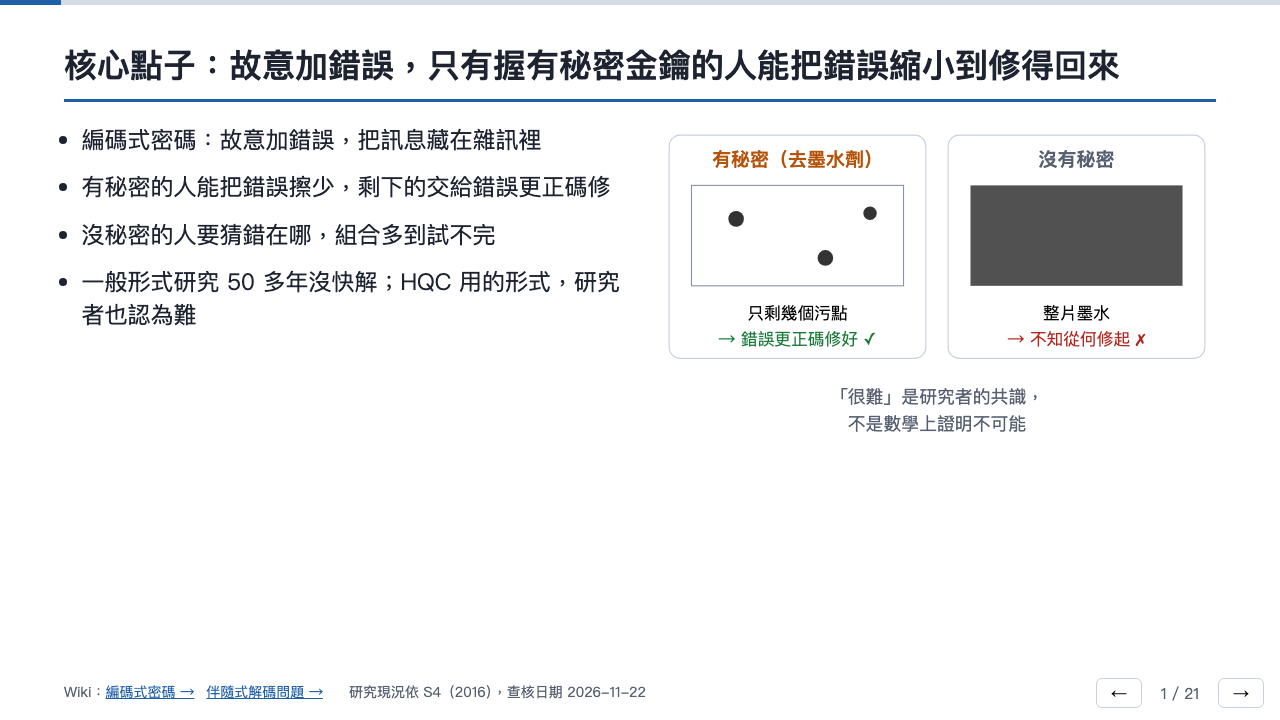 核心點子：故意加錯誤，只有握有秘密金鑰的人能把錯誤縮小到修得回來
• 編碼式密碼：故意加錯誤，把訊息藏在雜訊裡
• 有秘密的人能把錯誤擦少，剩下的交給錯誤更正碼修
• 沒秘密的人要猜錯在哪，組合多到試不完
• 一般形式研究 50 多年沒快解；HQC 用的形式，研究
者也認為難
有秘密（去墨水劑）
只剩幾個污點
→ 錯誤更正碼修好 ✓
沒有秘密
整片墨水
→ 不知從何修起 ✗
「很難」是研究者的共識，
不是數學上證明不可能
Wiki：編碼式密碼 → 伴隨式解碼問題 → 研究現況依 S4（2016），查核日期 2026-11-22
← 1 / 21 →